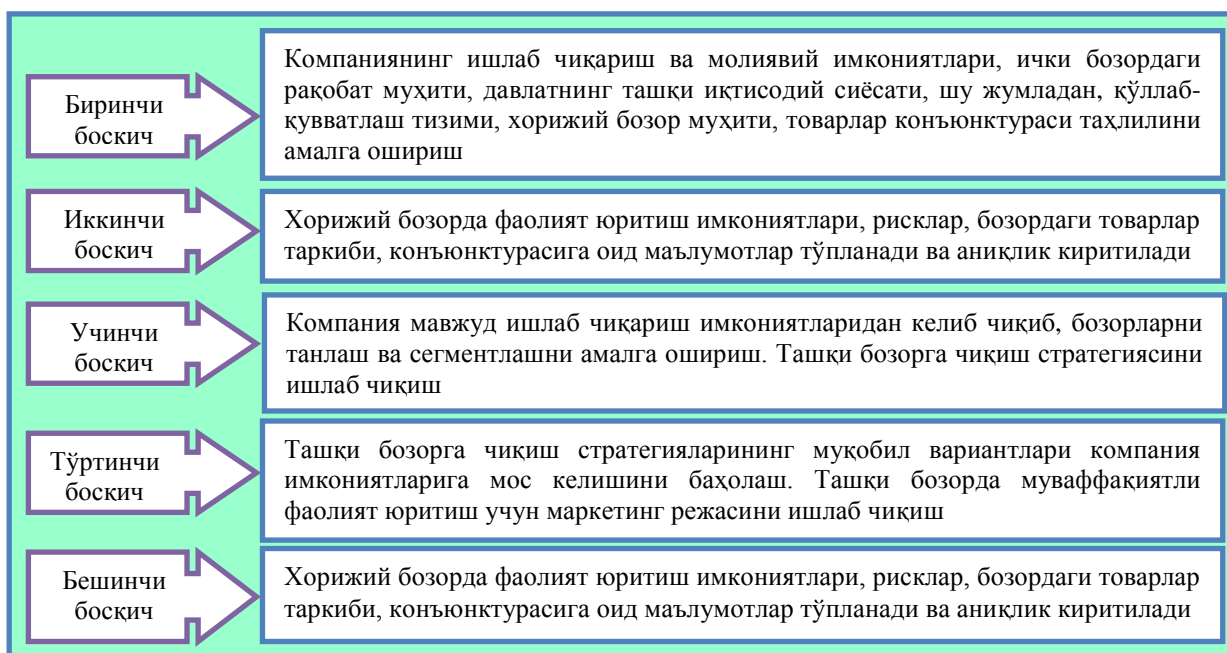 Биринчи
боскич
Компаниянинг ишлаб чиқариш ва молиявий имкониятлари, ички бозордаги
рақобат муҳити, давлатнинг ташқи иқтисодий сиёсати, шу жумладан, қўллаб-
қувватлаш тизими, хорижий бозор муҳити, товарлар конъюнктураси таҳлилини
амалга ошириш
Иккинчи
боскич
Хорижий бозорда фаолият юритиш имкониятлари, рисклар, бозордаги товарлар
таркиби, конъюнктурасига оид маълумотлар тўпланади ва аниқлик киритилади
Учинчи
боскич
Компания мавжуд ишлаб чиқариш имкониятларидан келиб чиқиб, бозорларни
танлаш ва сегментлашни амалга ошириш. Ташқи бозорга чиқиш стратегиясини
ишлаб чиқиш
Тўртинчи
боскич
Ташқи бозорга чиқиш стратегияларининг муқобил вариантлари компания
имкониятларига мос келишини баҳолаш. Ташқи бозорда муваффақиятли
фаолият юритиш учун маркетинг режасини ишлаб чиқиш
Бешинчи
босқич
Хорижий бозорда фаолият юритиш имкониятлари, рисклар, бозордаги товарлар
таркиби, конъюнктурасига оид маълумотлар тўпланади ва аниқлик киритилади